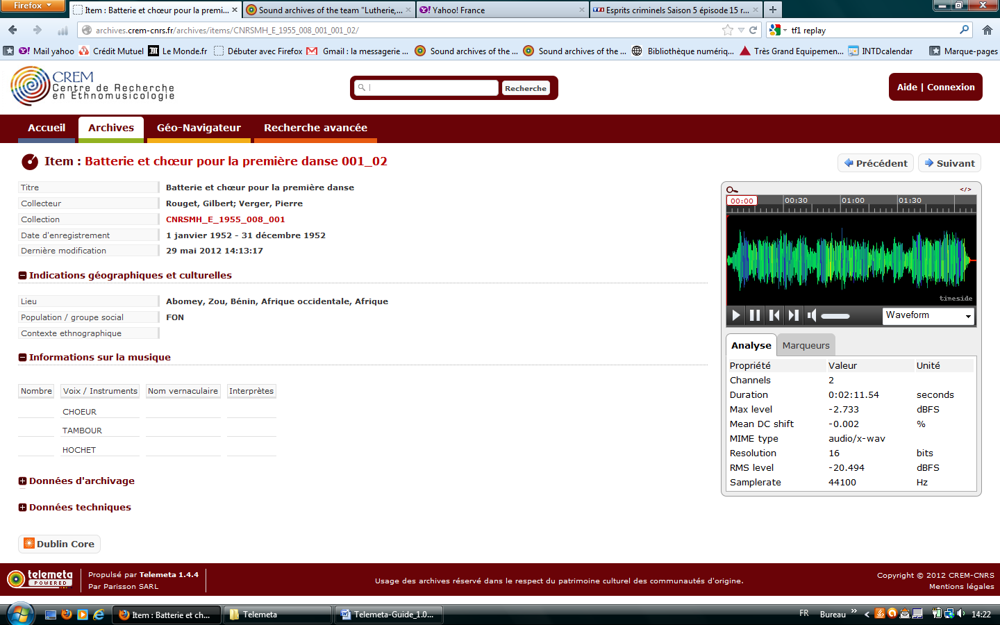 Firefox
Item : Batterie et chœur pour la premi...
Sound archives of the team "Lutherie,...
Yahoo! France
Esprits criminels Saison 5 épisode 15 r...
archives.crem-cnrs.fr/archives/items/CNRSMH_E_1955_008_001_001_02/
tf1 replay
Mail yahoo
Crédit Mutuel
Le Monde.fr
Débuter avec Firefox
Gmail : la messagerie ...
Sound archives of the ...
Sound archives of the ...
Bibliothèque numériq...
Très Grand Equipemen...
INTDcalendar
Marque-pages
CREM
Centre de Recherche
en Ethnomusicologie
Recherche
Aide | Connexion
Accueil
Archives
Géo-Navigateur
Recherche avancée
Item : Batterie et chœur pour la première danse 001_02
Précédent
Suivant
Titre Batterie et chœur pour la première danse
Collecteur Rouget, Gilbert; Verger, Pierre
Collection CNRSMH_E_1955_008_001
Date d'enregistrement 1 janvier 1952 - 31 décembre 1952
Dernière modification 29 mai 2012 14:13:17
Indications géographiques et culturelles
Lieu Abomey, Zou, Bénin, Afrique occidentale, Afrique
Population / groupe social FON
Contexte ethnographique
Informations sur la musique
Nombre Voix / Instruments Nom vernaculaire Interprètes
CHOEUR
TAMBOUR
HOCHET
Données d'archivage
Données techniques
Dublin Core
</>
00:00 00:30 01:00 01:30
timeside
Waveform
Analyse Marqueurs
Propriété Valeur Unité
Channels 2
Duration 0:02:11.54 seconds
Max level -2.733 dBFS
Mean DC shift -0.002 %
MIME type audio/x-wav
Resolution 16 bits
RMS level -20.494 dBFS
Samplerate 44100 Hz
telemeta
POWERED
Propulsé par Telemeta 1.4.4
Par Parisson SARL
Usage des archives réservé dans le respect du patrimoine culturel des communautés d'origine.
Copyright © 2012 CREM-CNRS
Mentions légales
Item : Batterie et ch...
Telemeta
Telemeta-Guide_1.0...
FR
Bureau
14:22